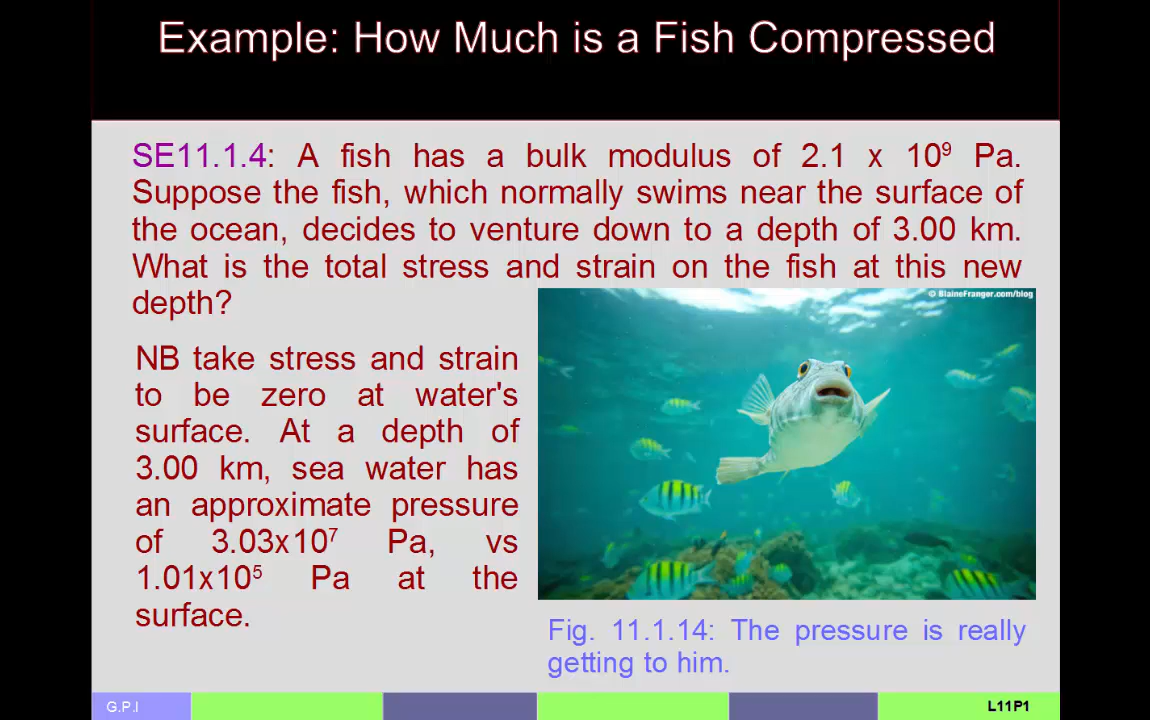 Example: How Much is a Fish Compressed
SE11.1.4: A fish has a bulk modulus of 2.1 x 10⁹ Pa.
Suppose the fish, which normally swims near the surface of
the ocean, decides to venture down to a depth of 3.00 km.
What is the total stress and strain on the fish at this new
depth?
© BlaineFranger.com/blog
NB take stress and strain
to be zero at water's
surface. At a depth of
3.00 km, sea water has
an approximate pressure
of 3.03x10⁷ Pa, vs
1.01x10⁵ Pa at the
surface.
Fig. 11.1.14: The pressure is really
getting to him.
G.P.I
L11P1